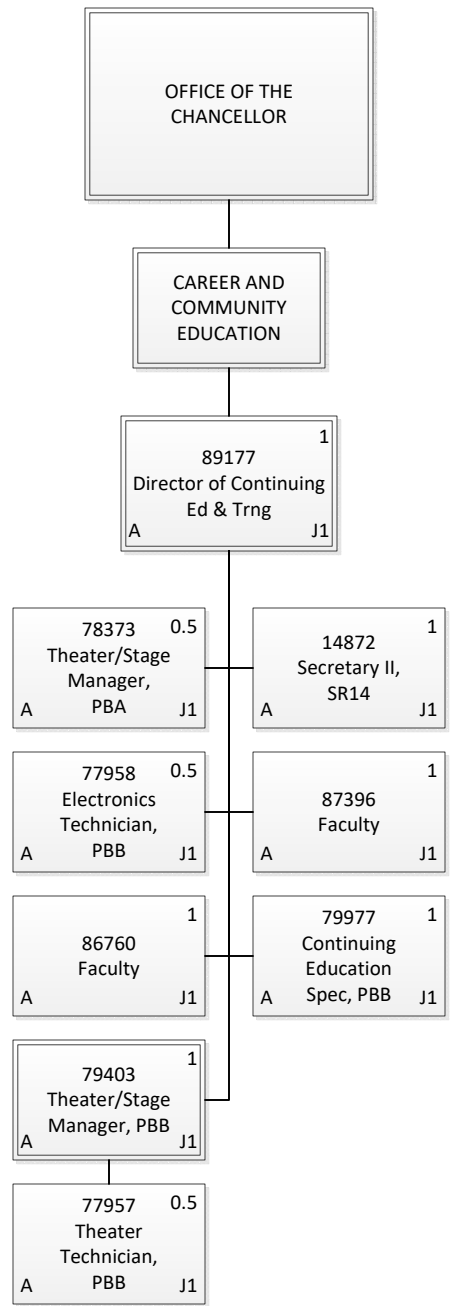 OFFICE OF THE
CHANCELLOR
CAREER AND
COMMUNITY
EDUCATION
1
89177
Director of Continuing
Ed & Trng
A J1
78373 0.5
Theater/Stage
Manager,
PBA
A J1
1
14872
Secretary II,
SR14
A J1
77958 0.5
Electronics
Technician,
PBB
A J1
1
87396
Faculty
A J1
1
86760
Faculty
A J1
79977 1
Continuing
Education
Spec, PBB
A J1
1
79403
Theater/Stage
Manager, PBB
A J1
77957 0.5
Theater
Technician,
PBB
A J1